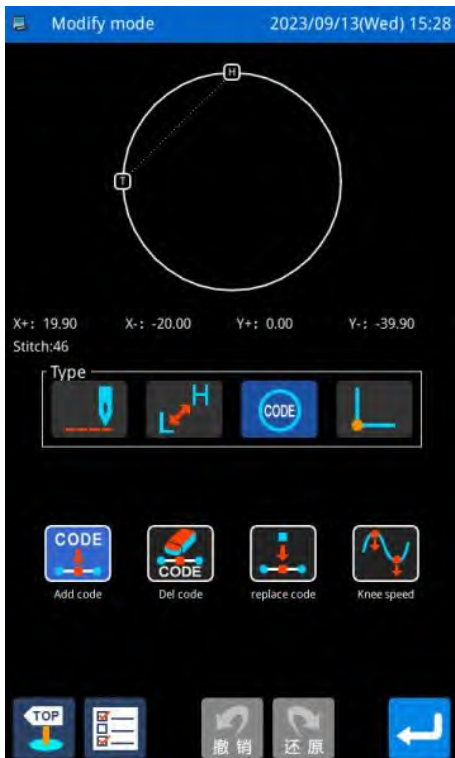 Modify mode 2023/09/13(Wed) 15:28
H
T
X+: 19.90 X-: -20.00 Y+: 0.00 Y-: -39.90
Stitch:46
Type
L H CODE
CODE CODE
Add code Del code replace code Knee speed
TOP 撤销 还原